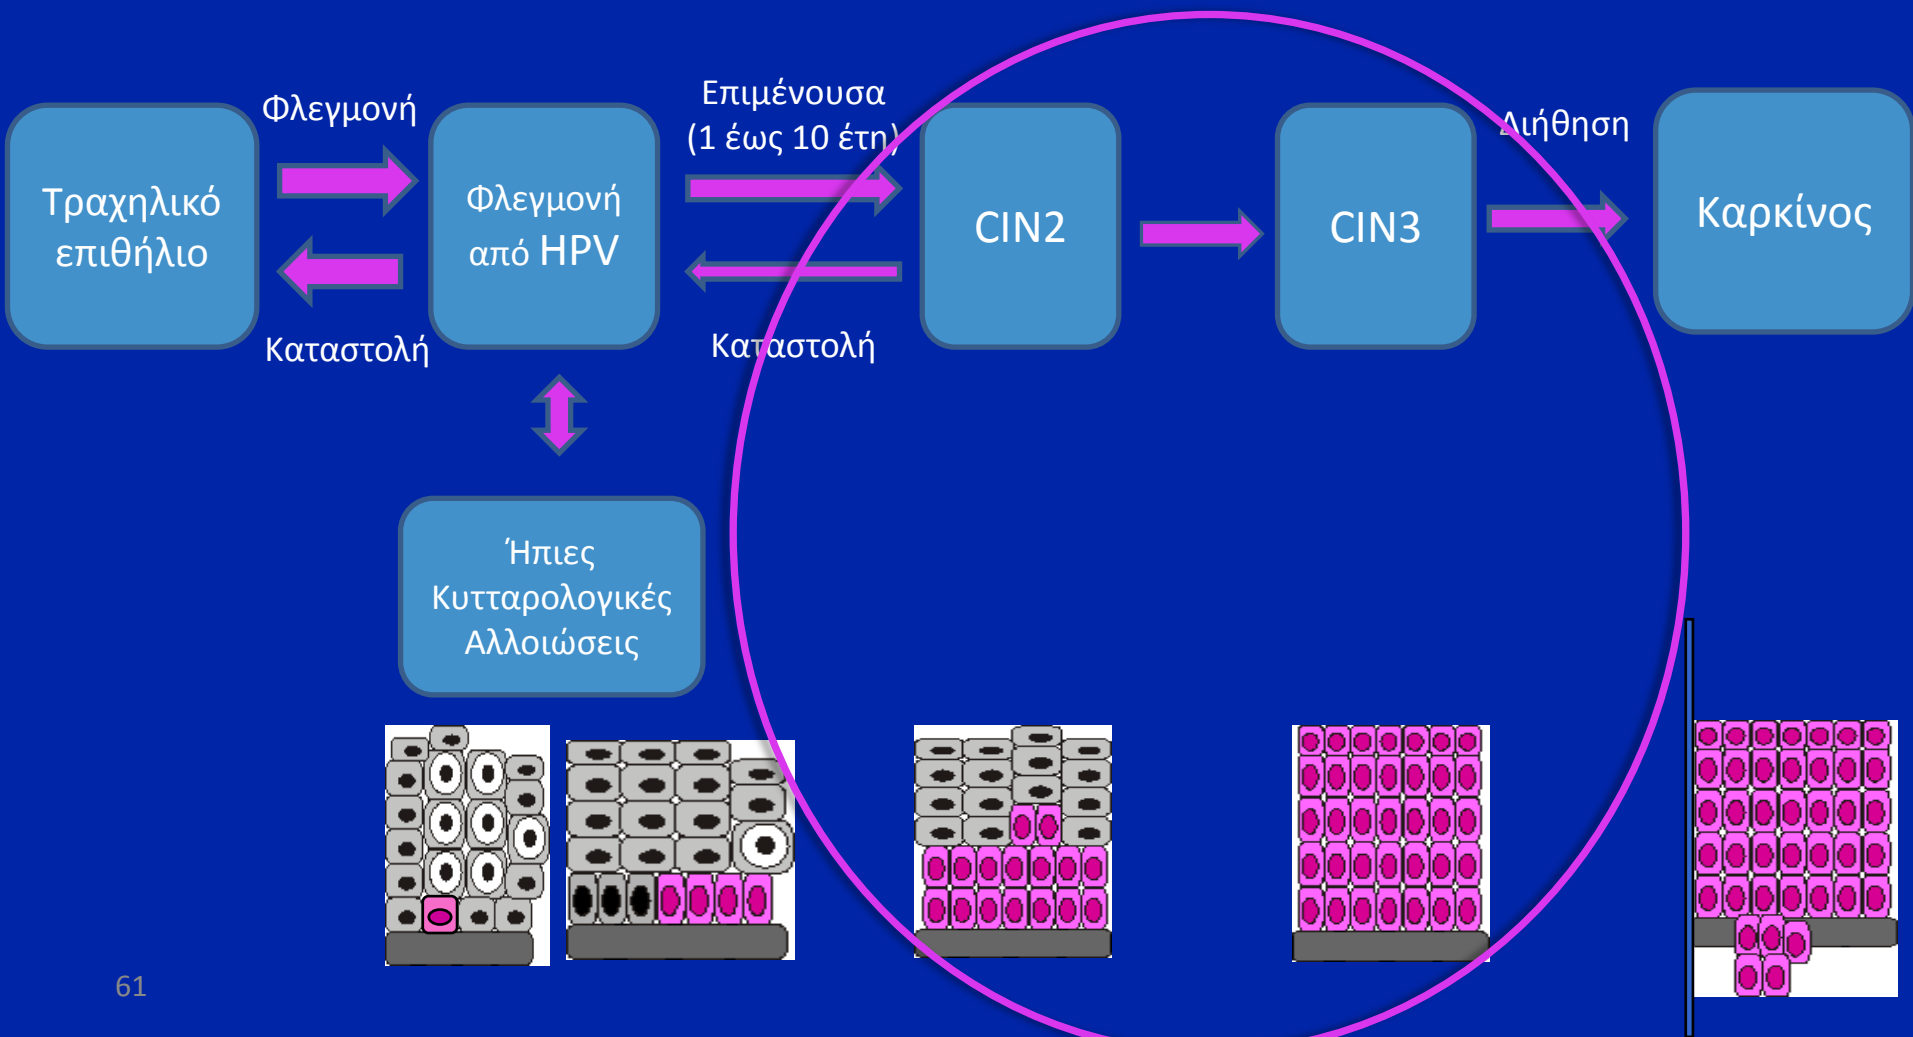 Τραχηλικό
επιθήλιο
Φλεγμονή
Καταστολή
Φλεγμονή
από HPV
Επιμένουσα
(1 έως 10 έτη)
Καταστολή
CIN2
CIN3
Διήθηση
Καρκίνος
Ήπιες
Κυτταρολογικές
Αλλοιώσεις
61